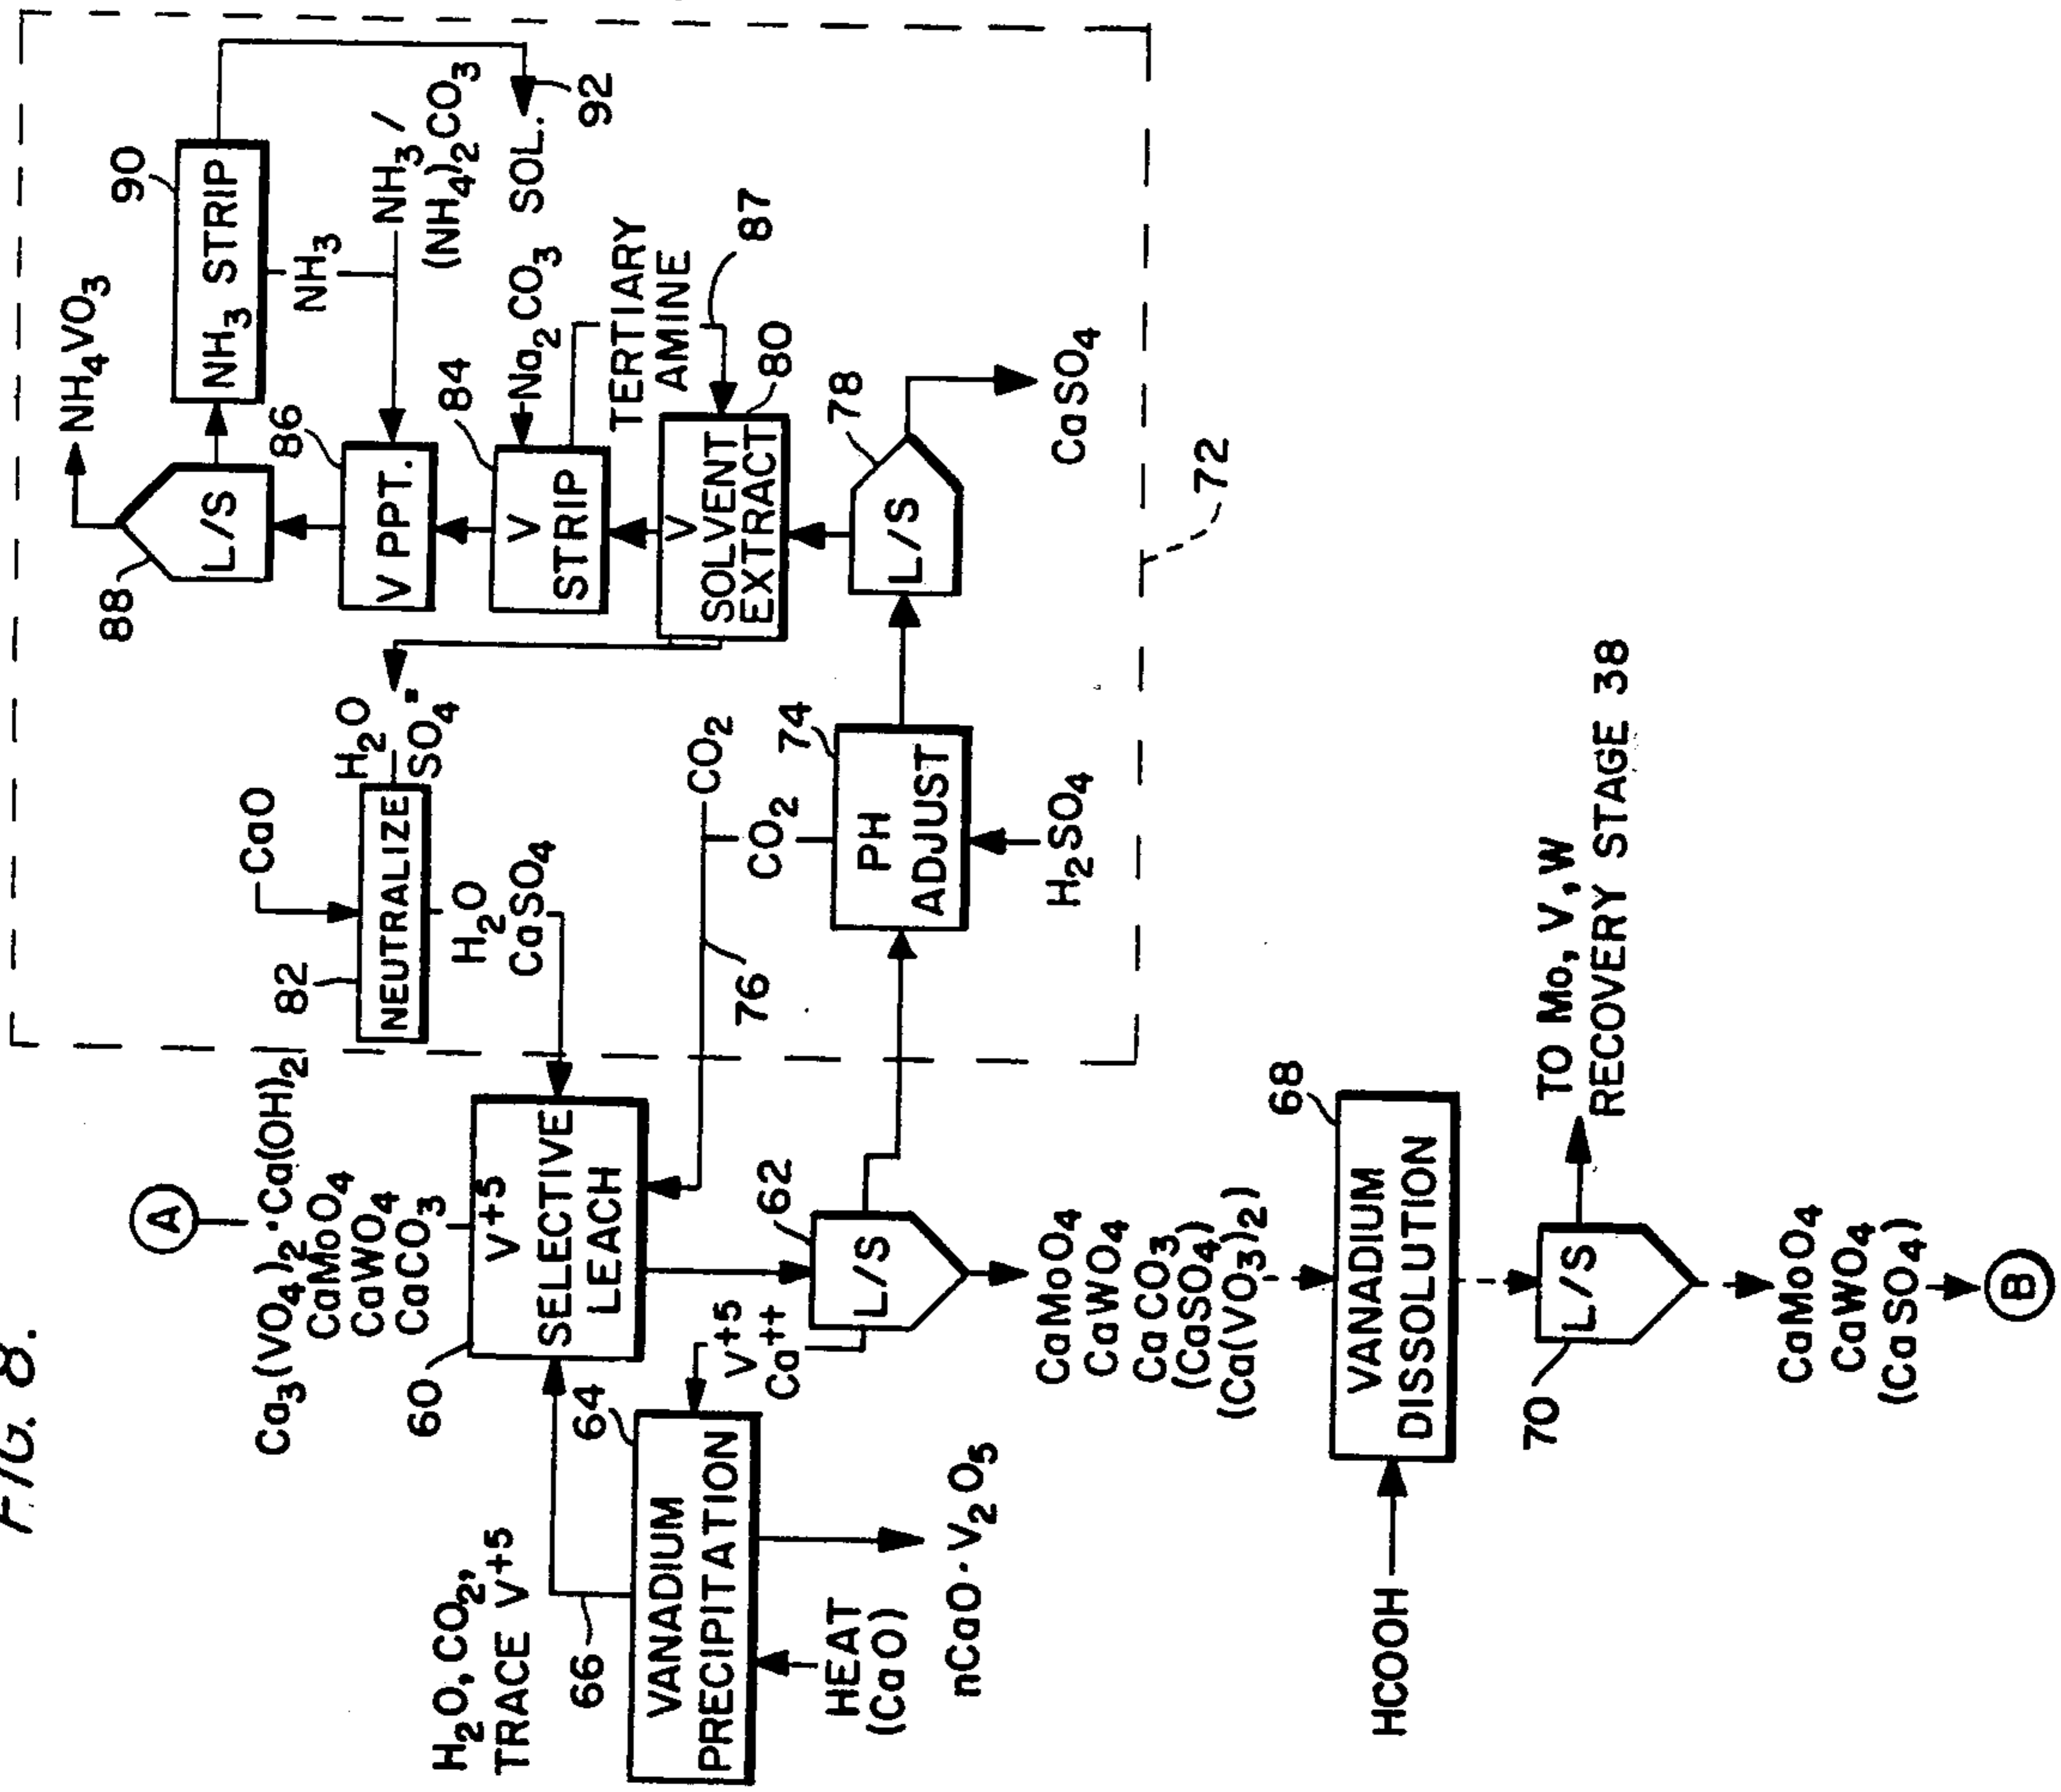 FIG. 8.
A
Ca3(VO4)2·Ca(OH)2
CaMoO4
CaWO4
CaCO3
60
V+5
SELECTIVE
LEACH
H2O, CO2,
TRACE V+5
66
64
VANADIUM
PRECIPITATION
HEAT
(CaO)
nCaO·V2O5
V+5
Ca++
62
L/S
CaMoO4
CaWO4
CaCO3
(CaSO4)
(Ca(VO3)2)
HCOOH
68
VANADIUM
DISSOLUTION
70
L/S
TO Mo, V, W
RECOVERY STAGE 38
CaMoO4
CaWO4
(CaSO4)
B
CaO
82
NEUTRALIZE
H2O
SO4=
H2O
CaSO4
CO2
76
CO2
74
PH
ADJUST
H2SO4
78
L/S
CaSO4
72
80
V
SOLVENT
EXTRACT
87
TERTIARY
AMINE
84
V
STRIP
Na2CO3 SOL.
92
86
V PPT.
NH3 /
(NH4)2CO3
NH3
88
L/S
NH4VO3
90
NH3 STRIP